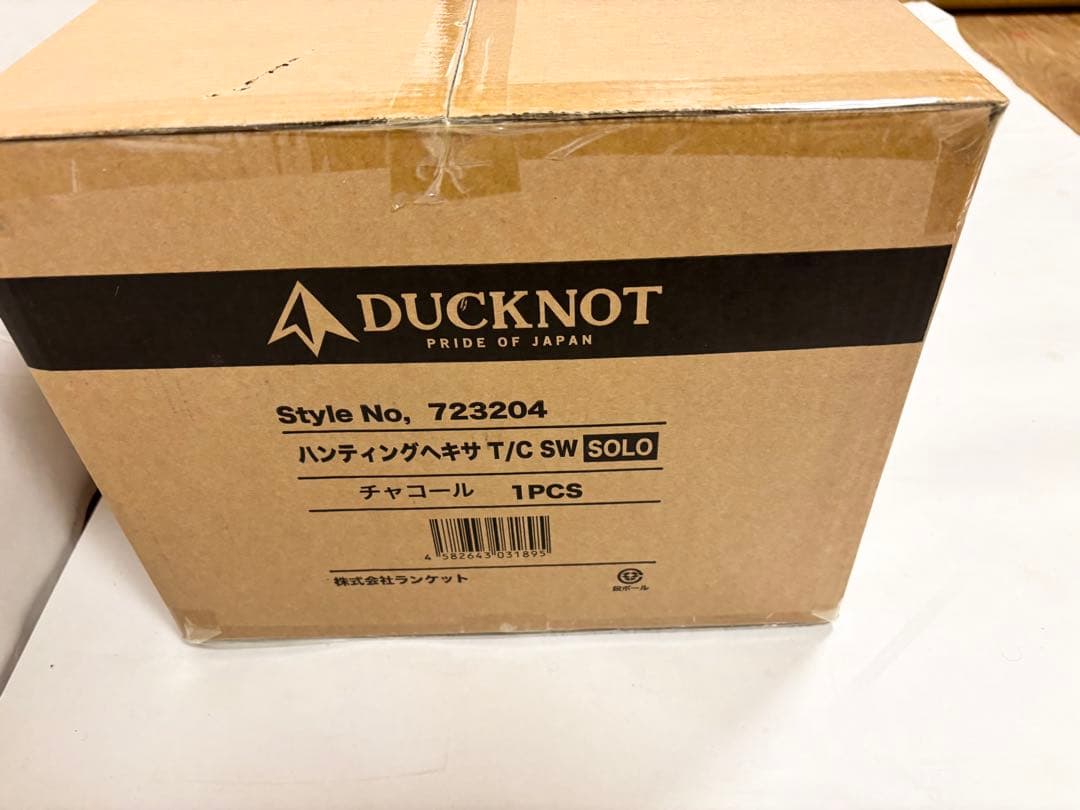 DUCKNOT
PRIDE OF JAPAN
Style No, 723204
ハンティングヘキサ T/C SW SOLO
チャコール 1PCS
4 582643 031895
株式会社ランケット
段ボール